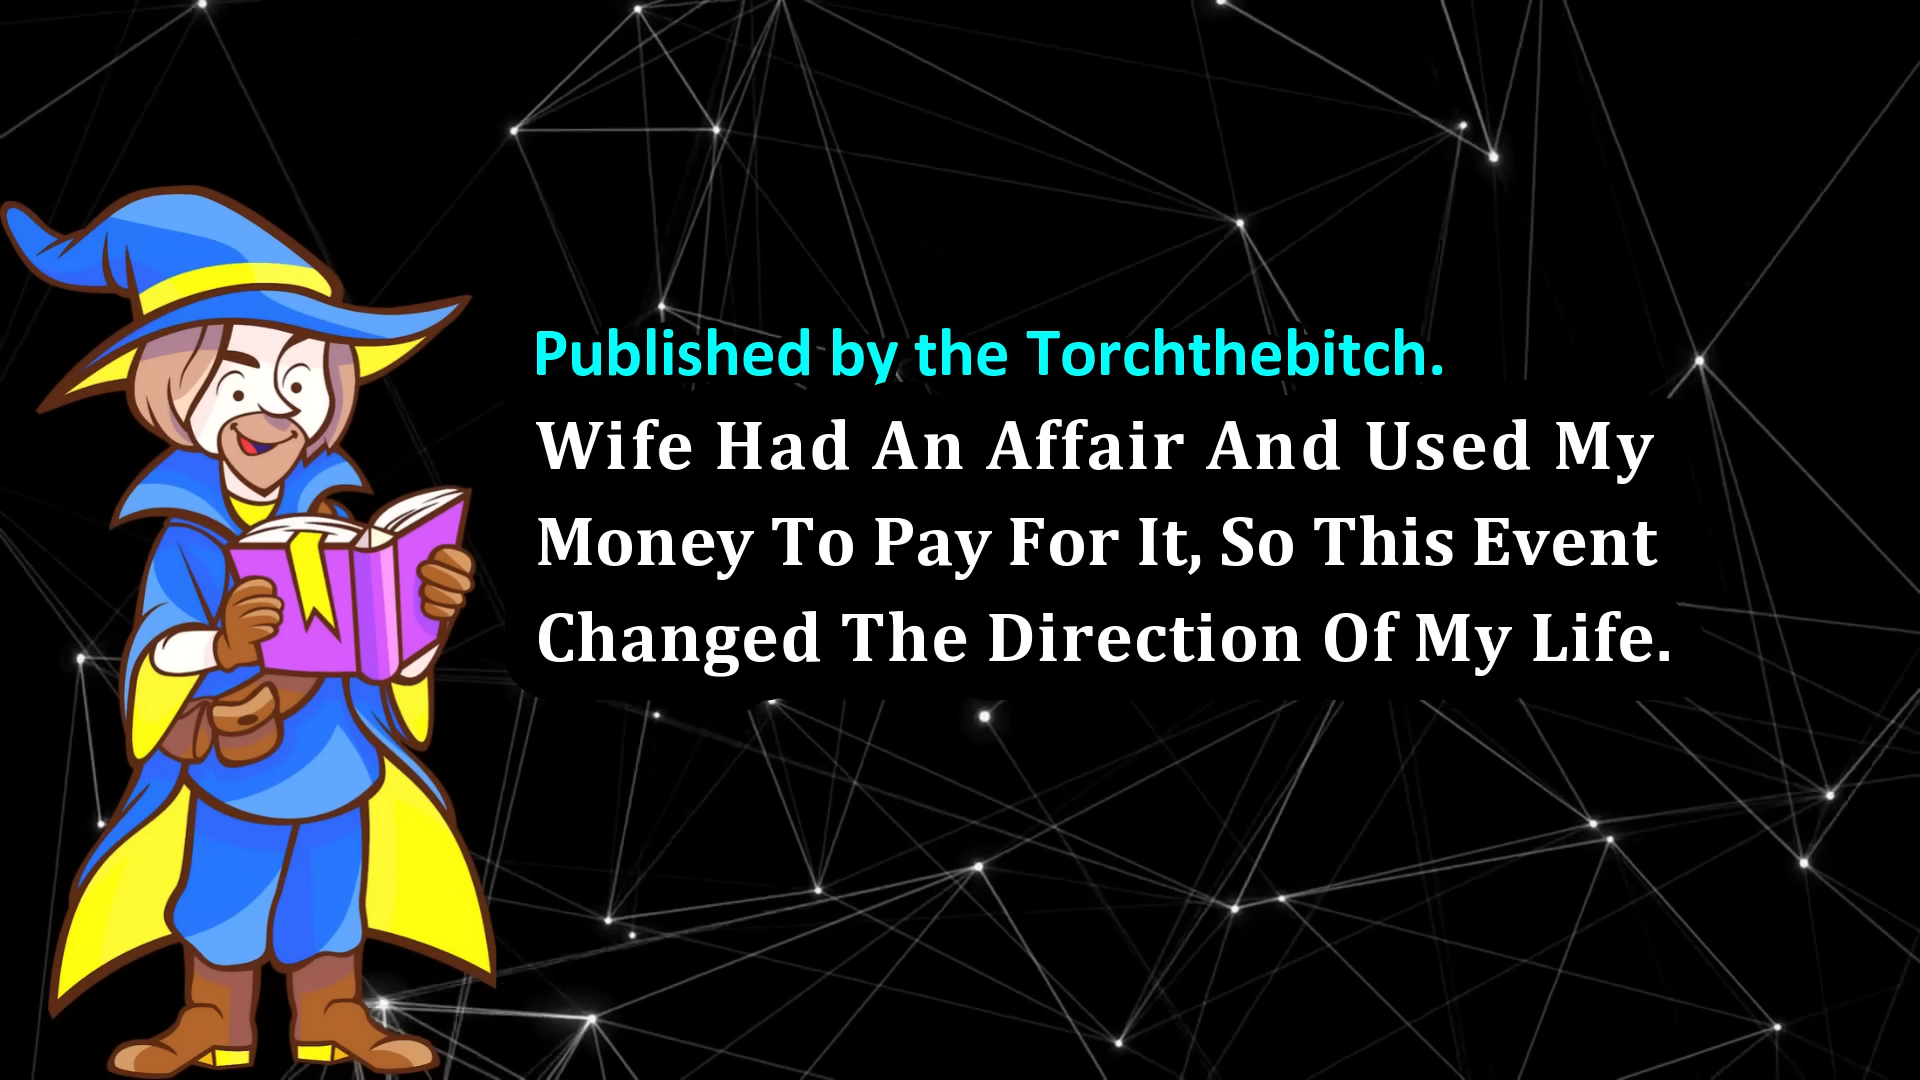 Published by the Torchthebitch.
Wife Had An Affair And Used My
Money To Pay For It, So This Event
Changed The Direction Of My Life.